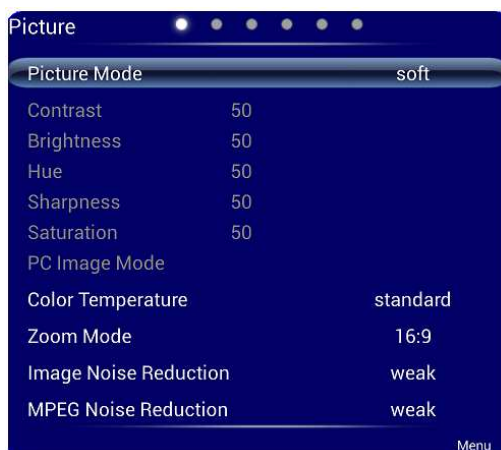 Picture
Picture Mode soft
Contrast 50
Brightness 50
Hue 50
Sharpness 50
Saturation 50
PC Image Mode
Color Temperature standard
Zoom Mode 16:9
Image Noise Reduction weak
MPEG Noise Reduction weak
Menu